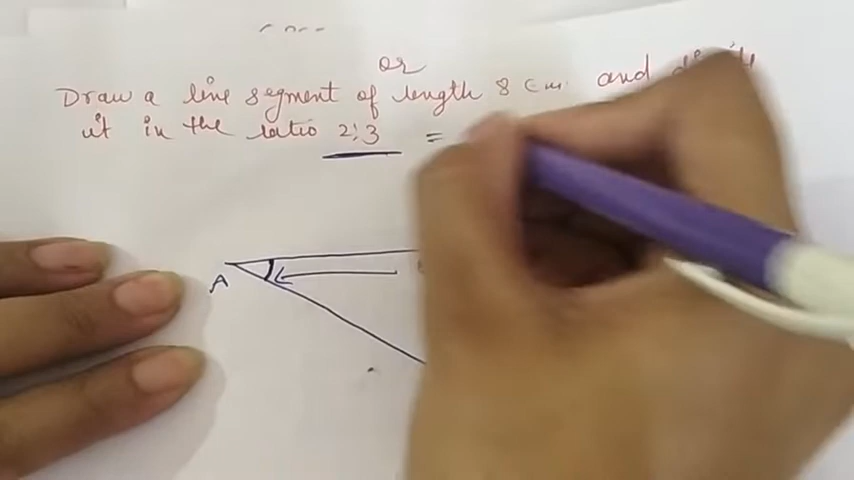 or
Draw a line segment of length 8 cm and
it in the ratio 2:3 =
A